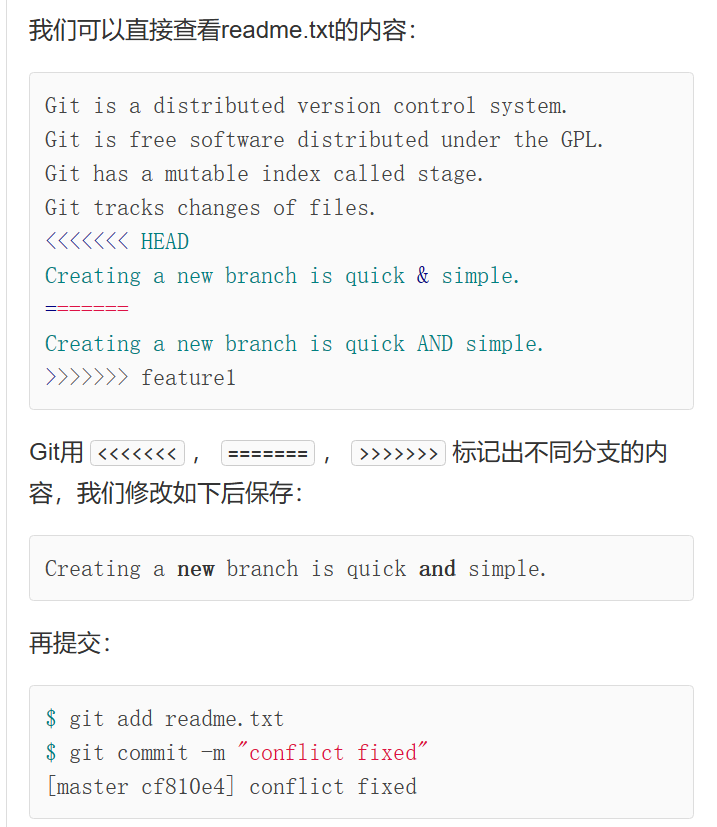 我们可以直接查看readme.txt的内容：
Git is a distributed version control system.
Git is free software distributed under the GPL.
Git has a mutable index called stage.
Git tracks changes of files.
<<<<<<< HEAD
Creating a new branch is quick & simple.
=======
Creating a new branch is quick AND simple.
>>>>>>> feature1
Git用 <<<<<<< ， ======= ， >>>>>>> 标记出不同分支的内
容，我们修改如下后保存：
Creating a new branch is quick and simple.
再提交：
$ git add readme.txt
$ git commit -m "conflict fixed"
[master cf810e4] conflict fixed